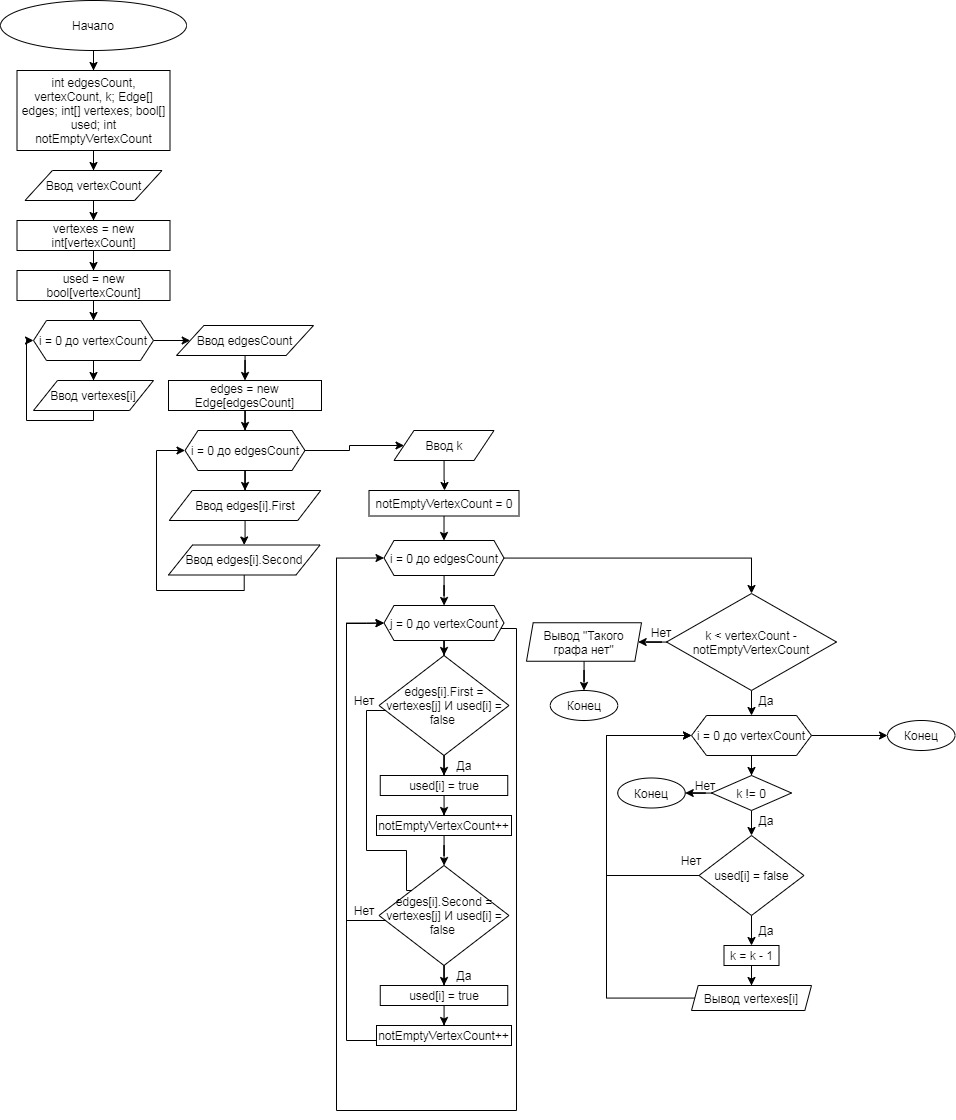 Начало
int edgesCount,
vertexCount, k; Edge[]
edges; int[] vertexes; bool[]
used; int
notEmptyVertexCount
Ввод vertexCount
vertexes = new
int[vertexCount]
used = new
bool[vertexCount]
i = 0 до vertexCount
Ввод vertexes[i]
Ввод edgesCount
edges = new
Edge[edgesCount]
i = 0 до edgesCount
Ввод edges[i].First
Ввод edges[i].Second
Ввод k
notEmptyVertexCount = 0
i = 0 до edgesCount
j = 0 до vertexCount
edges[i].First =
vertexes[j] И used[i] =
false
Нет
Да
used[i] = true
notEmptyVertexCount++
edges[i].Second =
vertexes[j] И used[i] =
false
Нет
Да
used[i] = true
notEmptyVertexCount++
k < vertexCount -
notEmptyVertexCount
Нет
Вывод "Такого
графа нет"
Конец
Да
i = 0 до vertexCount
Конец
k != 0
Нет
Конец
Да
used[i] = false
Нет
Да
k = k - 1
Вывод vertexes[i]